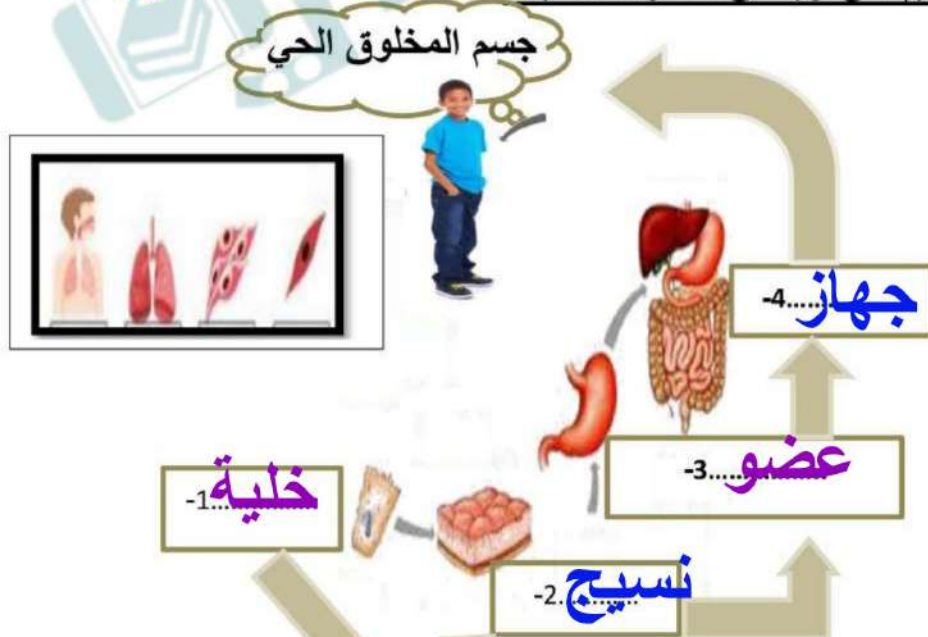 جسم المخلوق الحي
-4........جهاز
-3........عضو
-1........خلية
-2........نسيج